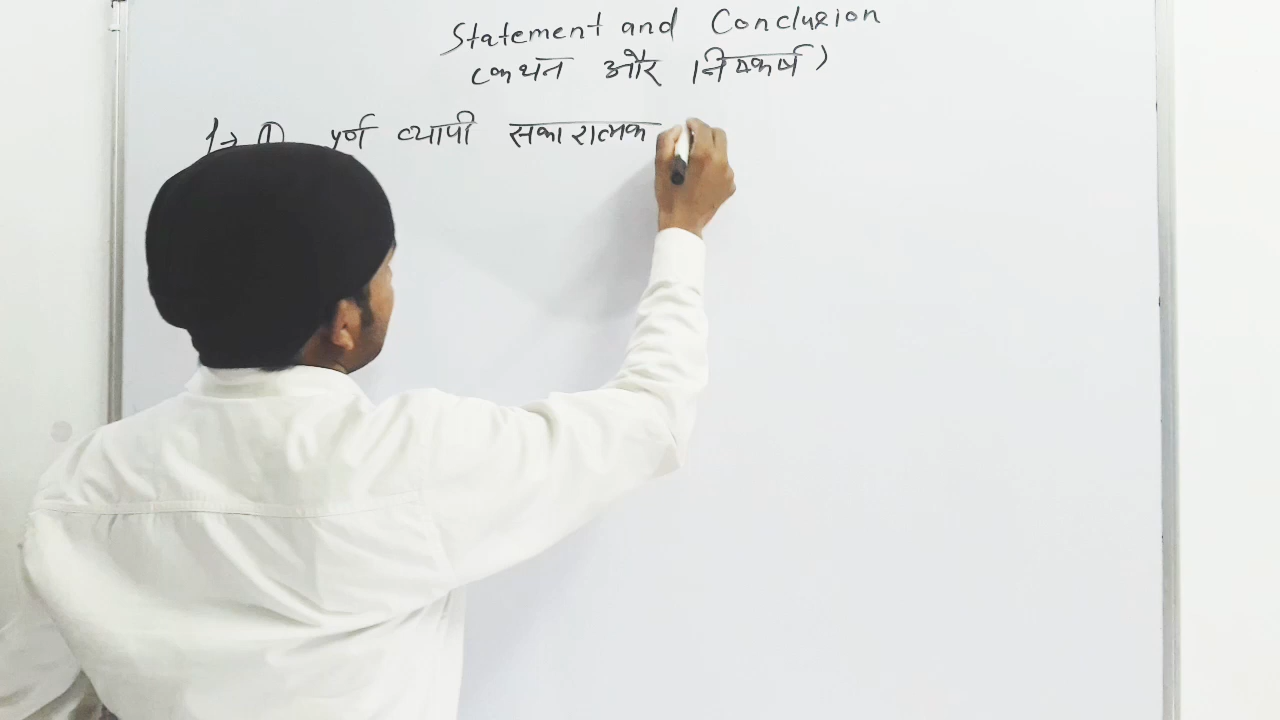 Statement and Conclusion
(कथन और निष्कर्ष)
1→ ① पूर्ण व्यापी सकारात्मक